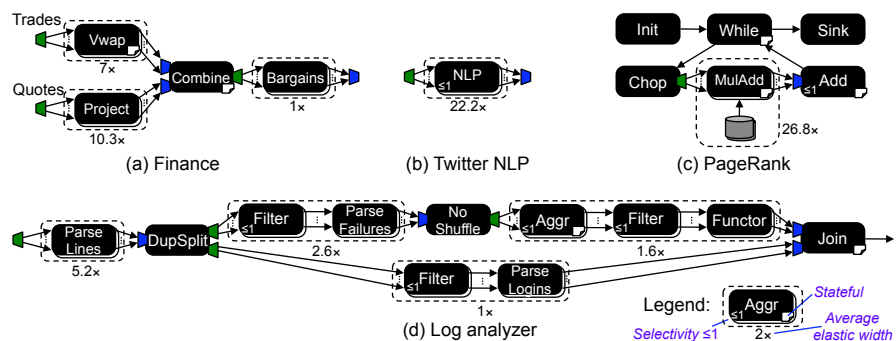 Trades
Vwap
7×
Quotes
Project
10.3×
Combine
Bargains
1×
(a) Finance
NLP
≤1
22.2×
(b) Twitter NLP
Init
While
Sink
Chop
MulAdd
Add
≤1
26.8×
(c) PageRank
Parse
Lines
5.2×
DupSplit
Filter
≤1
Parse
Failures
2.6×
No
Shuffle
Aggr
≤1
Filter
≤1
Functor
1.6×
Filter
≤1
Parse
Logins
1×
Join
(d) Log analyzer
Legend:
Aggr
≤1
Stateful
Selectivity ≤1
2×
Average
elastic width